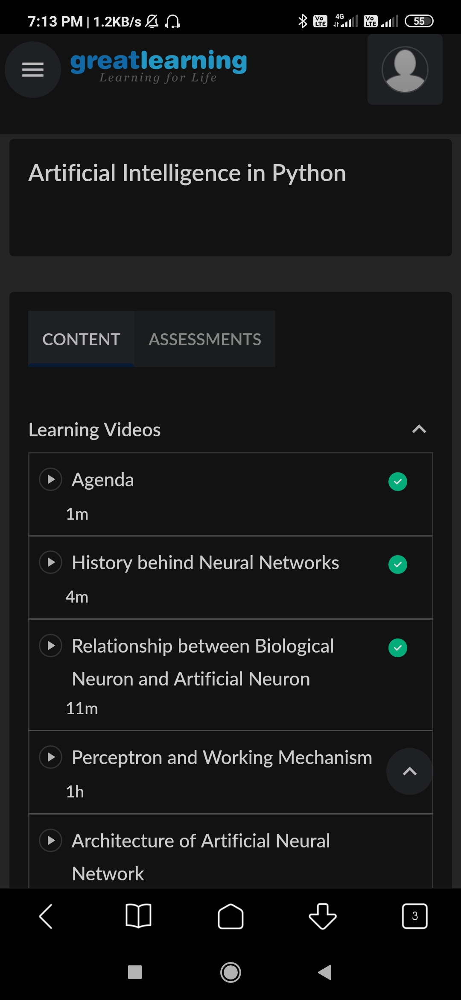 7:13 PM | 1.2KB/s
Vo LTE 4G Vo LTE 55
greatlearning
Learning for Life
Artificial Intelligence in Python
CONTENT ASSESSMENTS
Learning Videos
Agenda
1m
History behind Neural Networks
4m
Relationship between Biological
Neuron and Artificial Neuron
11m
Perceptron and Working Mechanism
1h
Architecture of Artificial Neural
Network
3